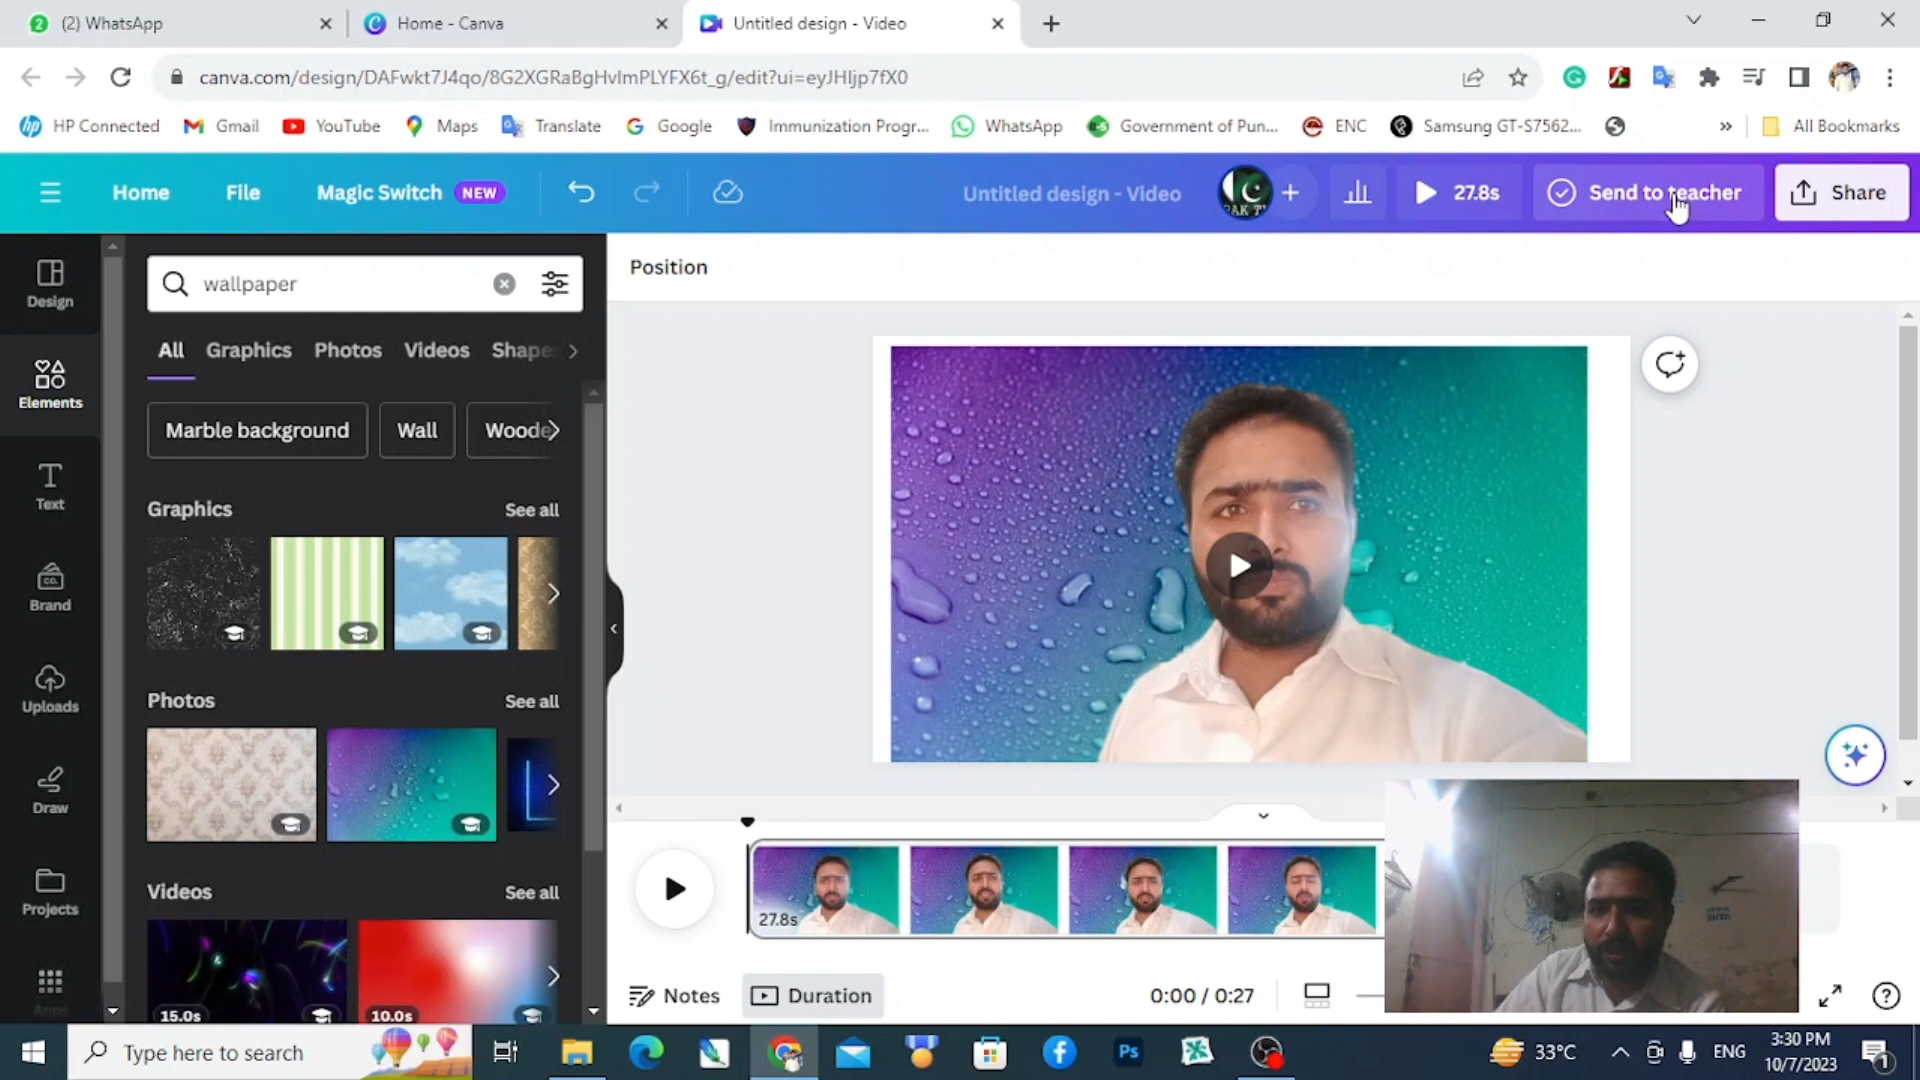 (2) WhatsApp
Home - Canva
Untitled design - Video
canva.com/design/DAFwkt7J4qo/8G2XGRaBgHvImPLYFX6t_g/edit?ui=eyJHIjp7fX0
HP Connected
Gmail
YouTube
Maps
Translate
Google
Immunization Progr...
WhatsApp
Government of Pun...
ENC
Samsung GT-S7562...
»
All Bookmarks
Home
File
Magic Switch NEW
Untitled design - Video
27.8s
Send to teacher
Share
Design
Elements
Text
Brand
Uploads
Draw
Projects
Apps
wallpaper
All
Graphics
Photos
Videos
Shape
Marble background
Wall
Woode
Graphics
See all
Photos
See all
Videos
See all
15.0s
10.0s
Position
27.8s
Notes
Duration
0:00 / 0:27
Type here to search
Ps
33°C
ENG
3:30 PM
10/7/2023
1